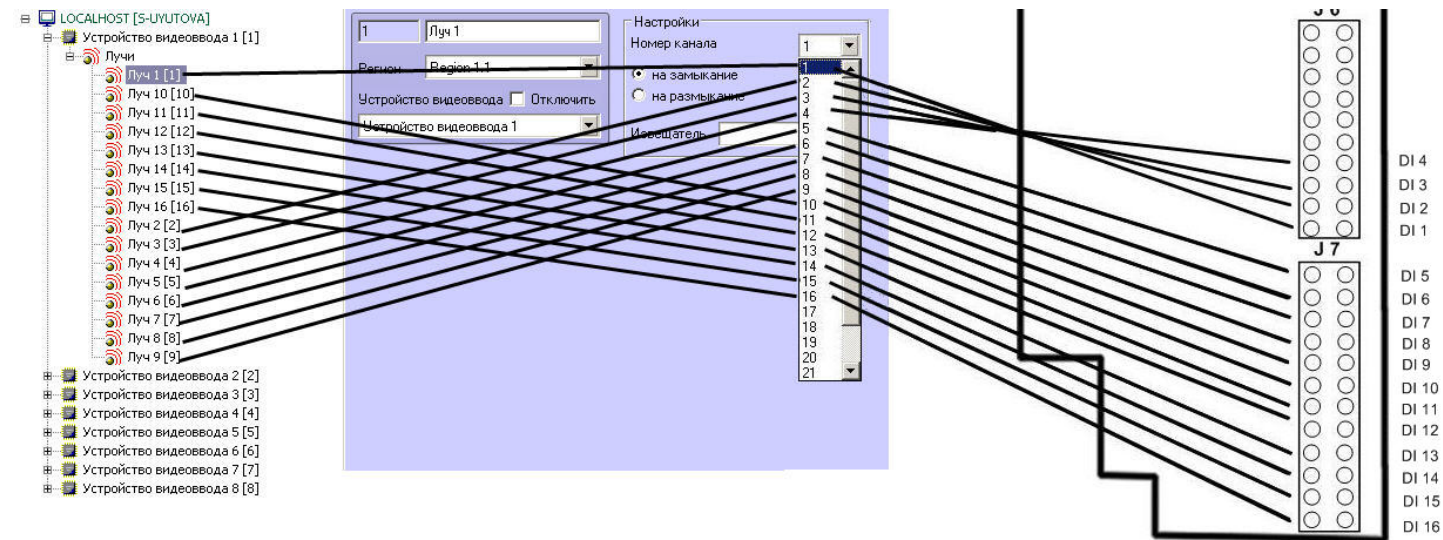 LOCALHOST [S-UYUTOVA]
Устройство видеоввода 1 [1]
Лучи
Луч 1 [1]
Луч 10 [10]
Луч 11 [11]
Луч 12 [12]
Луч 13 [13]
Луч 14 [14]
Луч 15 [15]
Луч 16 [16]
Луч 2 [2]
Луч 3 [3]
Луч 4 [4]
Луч 5 [5]
Луч 6 [6]
Луч 7 [7]
Луч 8 [8]
Луч 9 [9]
Устройство видеоввода 2 [2]
Устройство видеоввода 3 [3]
Устройство видеоввода 4 [4]
Устройство видеоввода 5 [5]
Устройство видеоввода 6 [6]
Устройство видеоввода 7 [7]
Устройство видеоввода 8 [8]
1 Луч 1
Регион Region 1.1
Устройство видеоввода Отключить
Устройство видеоввода 1
Настройки
Номер канала 1
на замыкание
на размыкание
Извещатель
1
2
3
4
5
6
7
8
9
10
11
12
13
14
15
16
17
18
19
20
21
J 6
DI 4
DI 3
DI 2
DI 1
J 7
DI 5
DI 6
DI 7
DI 8
DI 9
DI 10
DI 11
DI 12
DI 13
DI 14
DI 15
DI 16